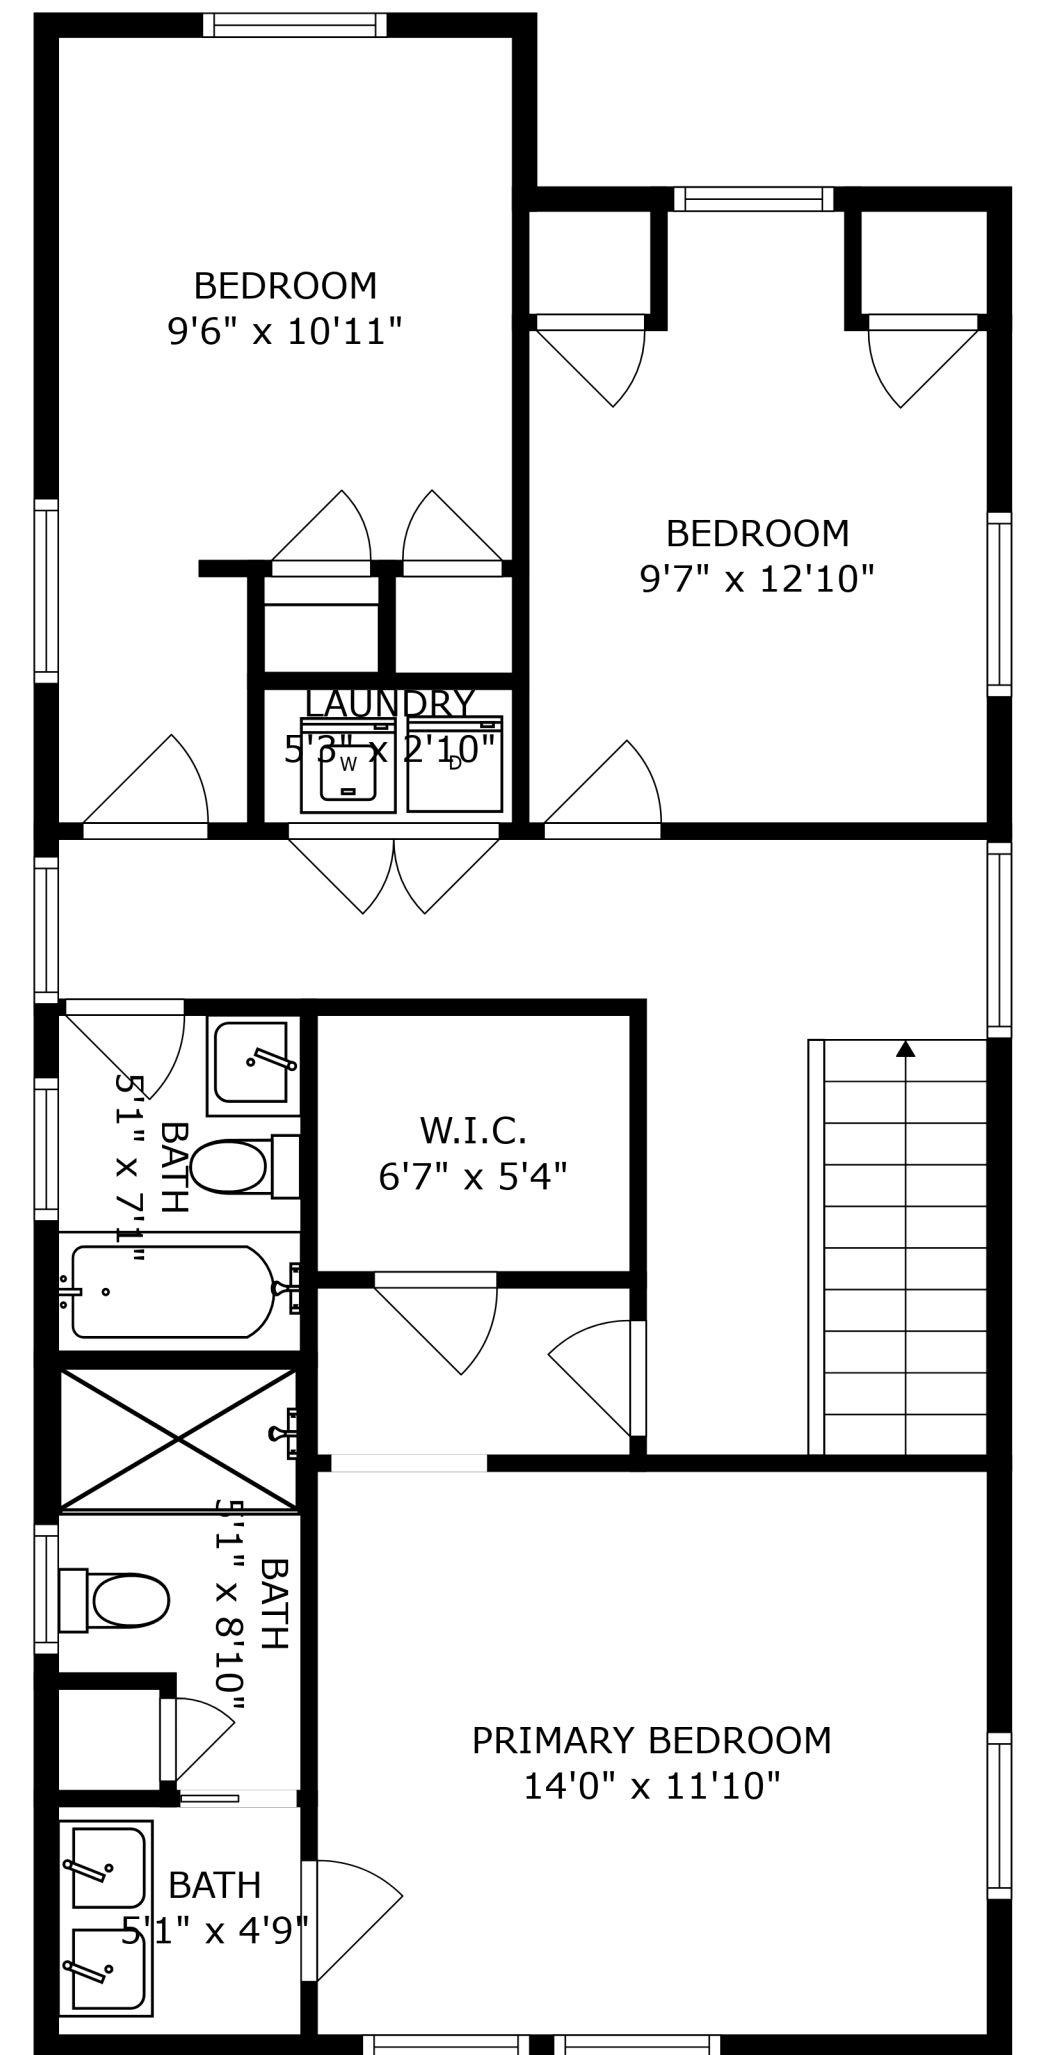 BEDROOM
9'6" x 10'11"
BEDROOM
9'7" x 12'10"
LAUNDRY
5'3" x 2'10"
W
D
BATH
5'1" x 7'1"
W.I.C.
6'7" x 5'4"
BATH
5'1" x 8'10"
PRIMARY BEDROOM
14'0" x 11'10"
BATH
5'1" x 4'9"